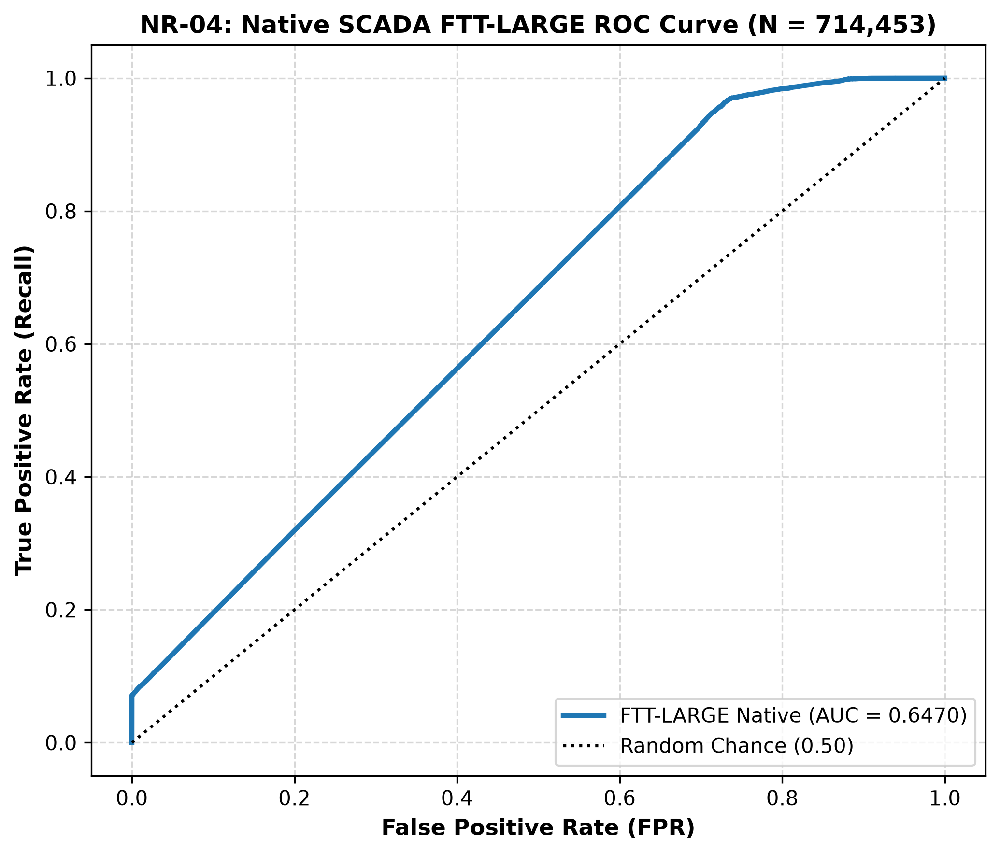 NR-04: Native SCADA FTT-LARGE ROC Curve (N = 714,453)
True Positive Rate (Recall)
1.0
0.8
0.6
0.4
0.2
0.0
FTT-LARGE Native (AUC = 0.6470)
Random Chance (0.50)
0.0 0.2 0.4 0.6 0.8 1.0
False Positive Rate (FPR)